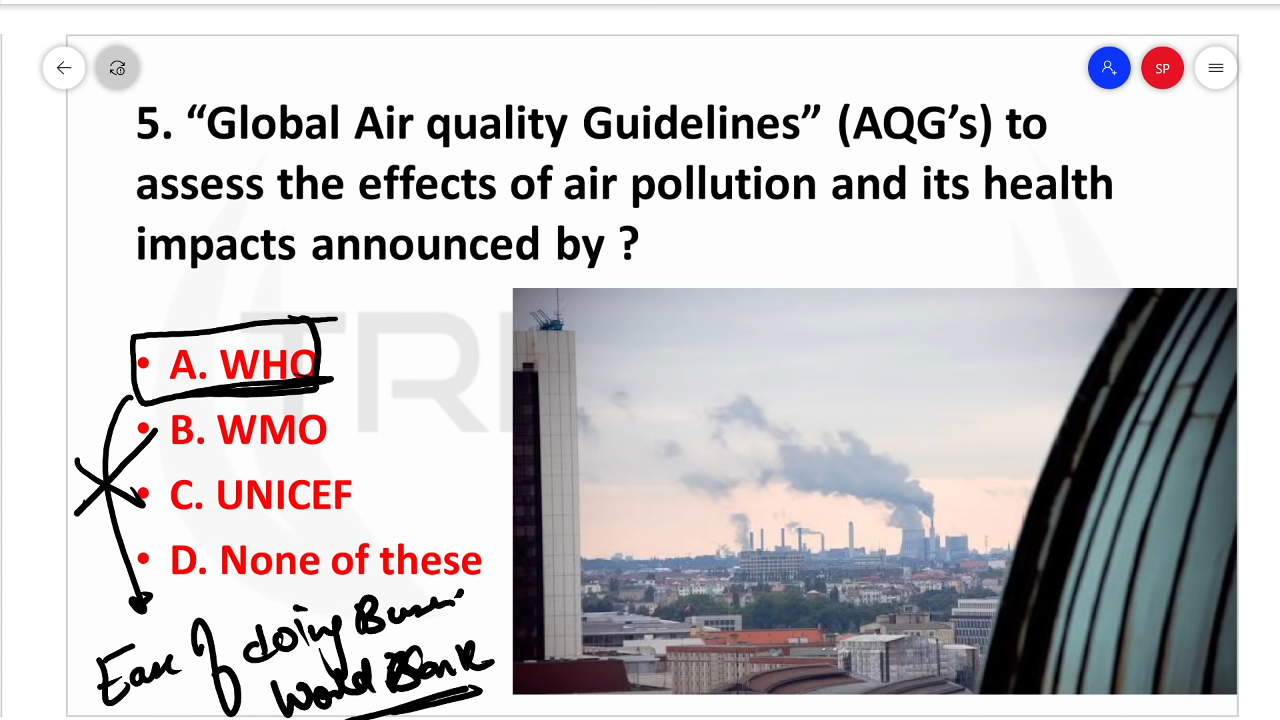 SP
5. “Global Air quality Guidelines” (AQG’s) to
assess the effects of air pollution and its health
impacts announced by ?
• A. WHO
• B. WMO
• C. UNICEF
• D. None of these
Ease of doing
World Bank